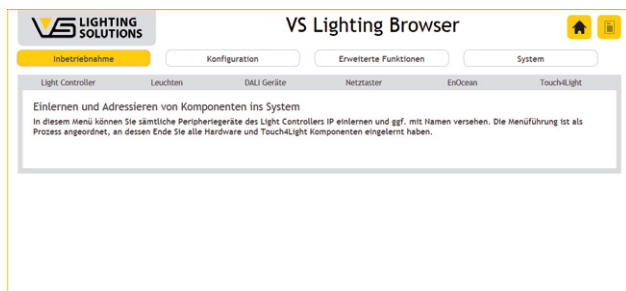 VS LIGHTING SOLUTIONS
VS Lighting Browser
Inbetriebnahme Konfiguration Erweiterte Funktionen System
Light Controller Leuchten DALI Geräte Netztaster EnOcean Touch4Light
Einlernen und Adressieren von Komponenten ins System
In diesem Menü können Sie sämtliche Peripheriegeräte des Light Controllers IP einlernen und ggf. mit Namen versehen. Die Menüführung ist als
Prozess angeordnet, an dessen Ende Sie alle Hardware und Touch4Light Komponenten eingelernt haben.